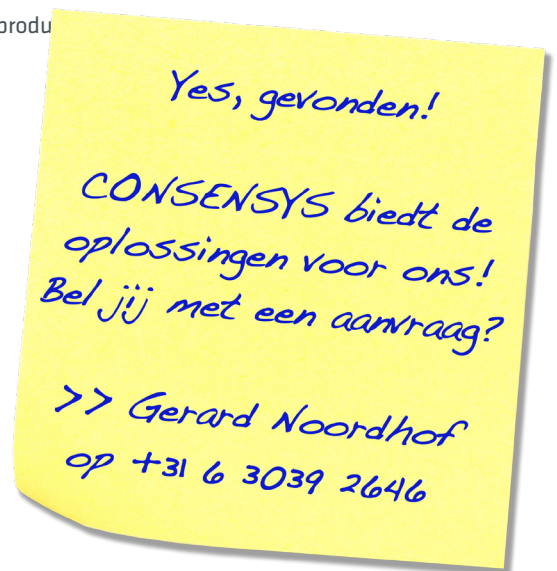 produ
Yes, gevonden!
CONSENSYS biedt de
oplossingen voor ons!
Bel jij met een aanvraag?
>> Gerard Noordhof
op +31 6 3039 2646